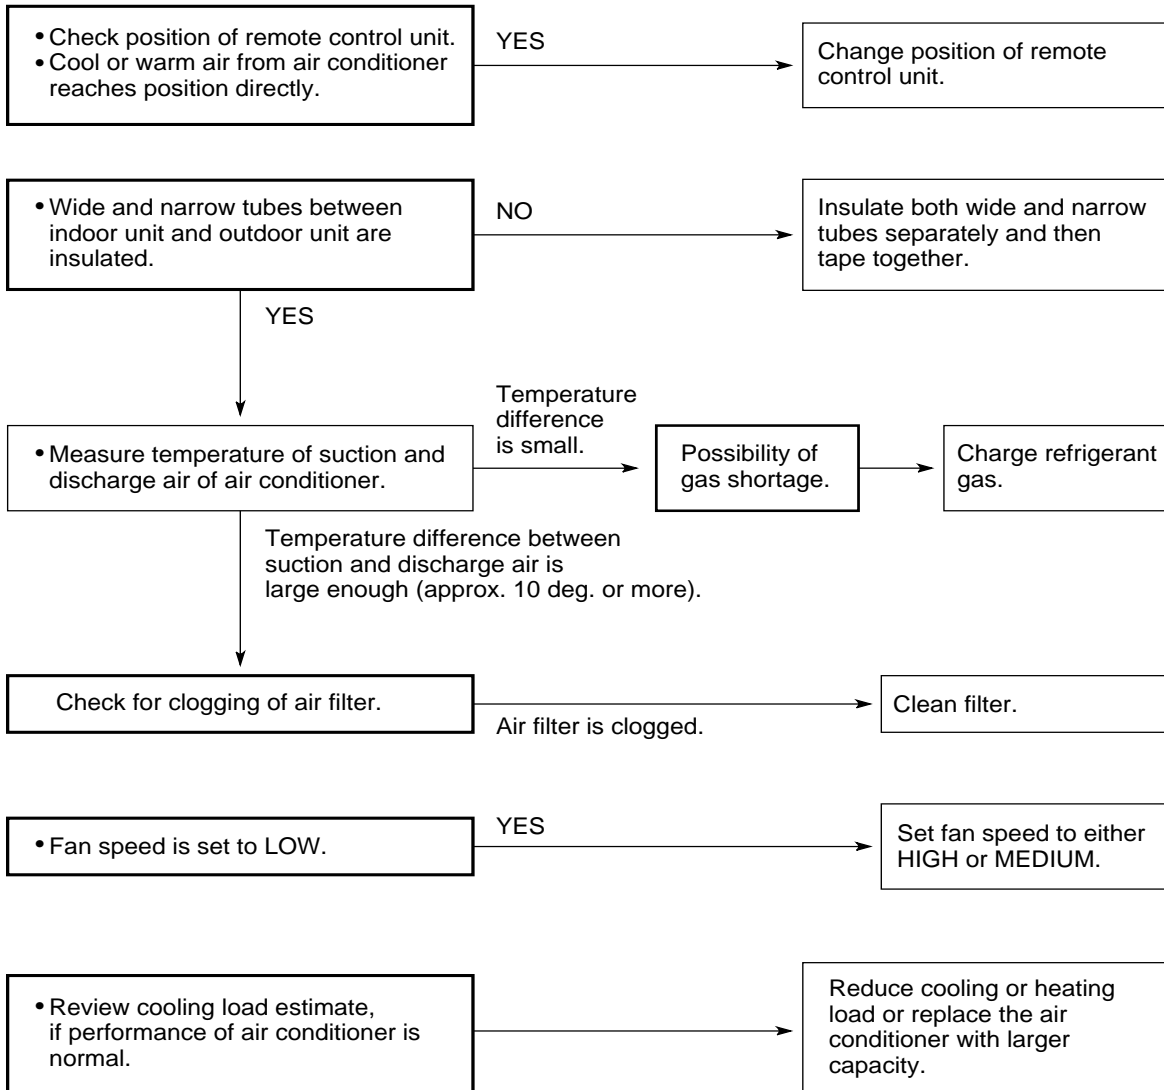 • Check position of remote control unit.
• Cool or warm air from air conditioner
reaches position directly.
YES
Change position of remote
control unit.
• Wide and narrow tubes between
indoor unit and outdoor unit are
insulated.
NO
Insulate both wide and narrow
tubes separately and then
tape together.
YES
• Measure temperature of suction and
discharge air of air conditioner.
Temperature
difference
is small.
Possibility of
gas shortage.
Charge refrigerant
gas.
Temperature difference between
suction and discharge air is
large enough (approx. 10 deg. or more).
Check for clogging of air filter.
Air filter is clogged.
Clean filter.
• Fan speed is set to LOW.
YES
Set fan speed to either
HIGH or MEDIUM.
• Review cooling load estimate,
if performance of air conditioner is
normal.
Reduce cooling or heating
load or replace the air
conditioner with larger
capacity.